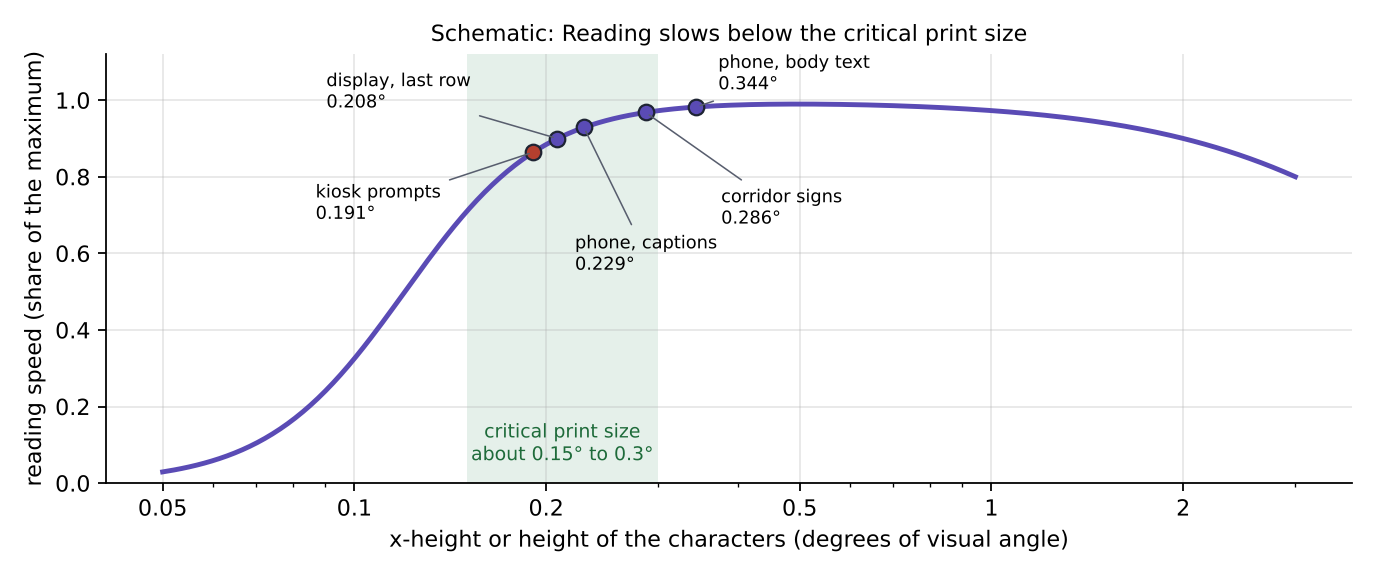 Schematic: Reading slows below the critical print size
reading speed (share of the maximum)
1.0
0.8
0.6
0.4
0.2
0.0
display, last row
0.208°
phone, body text
0.344°
kiosk prompts
0.191°
corridor signs
0.286°
phone, captions
0.229°
critical print size
about 0.15° to 0.3°
0.05
0.1
0.2
0.5
1
2
x-height or height of the characters (degrees of visual angle)